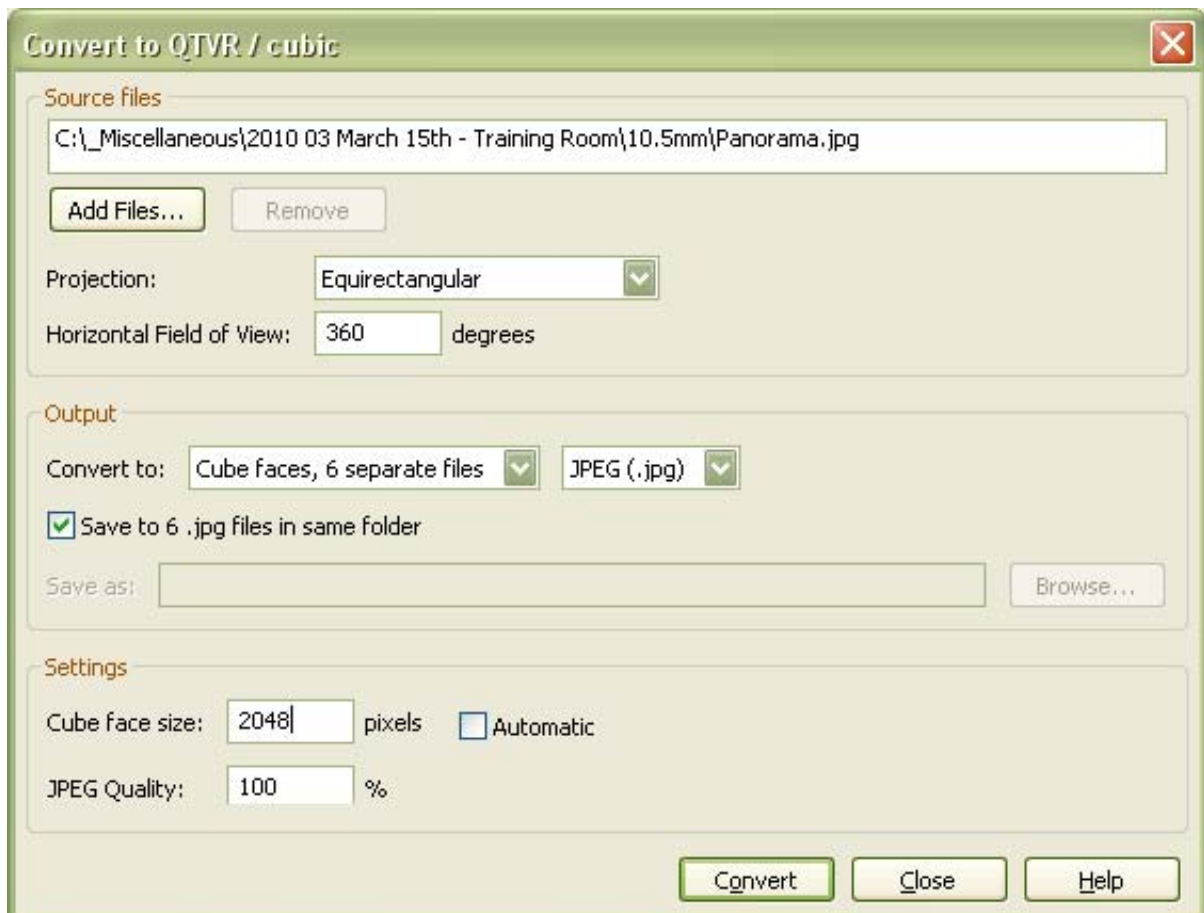 Convert to QTVR / cubic
Source files
C:\_Miscellaneous\2010 03 March 15th - Training Room\10.5mm\Panorama.jpg
Add Files... Remove
Projection: Equirectangular
Horizontal Field of View: 360 degrees
Output
Convert to: Cube faces, 6 separate files JPEG (.jpg)
Save to 6 .jpg files in same folder
Save as: Browse...
Settings
Cube face size: 2048 pixels Automatic
JPEG Quality: 100 %
Convert Close Help